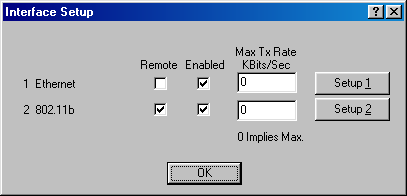 Interface Setup
Max Tx Rate
Remote Enabled KBits/Sec
1 Ethernet 0 Setup 1
2 802.11b 0 Setup 2
0 Implies Max.
OK